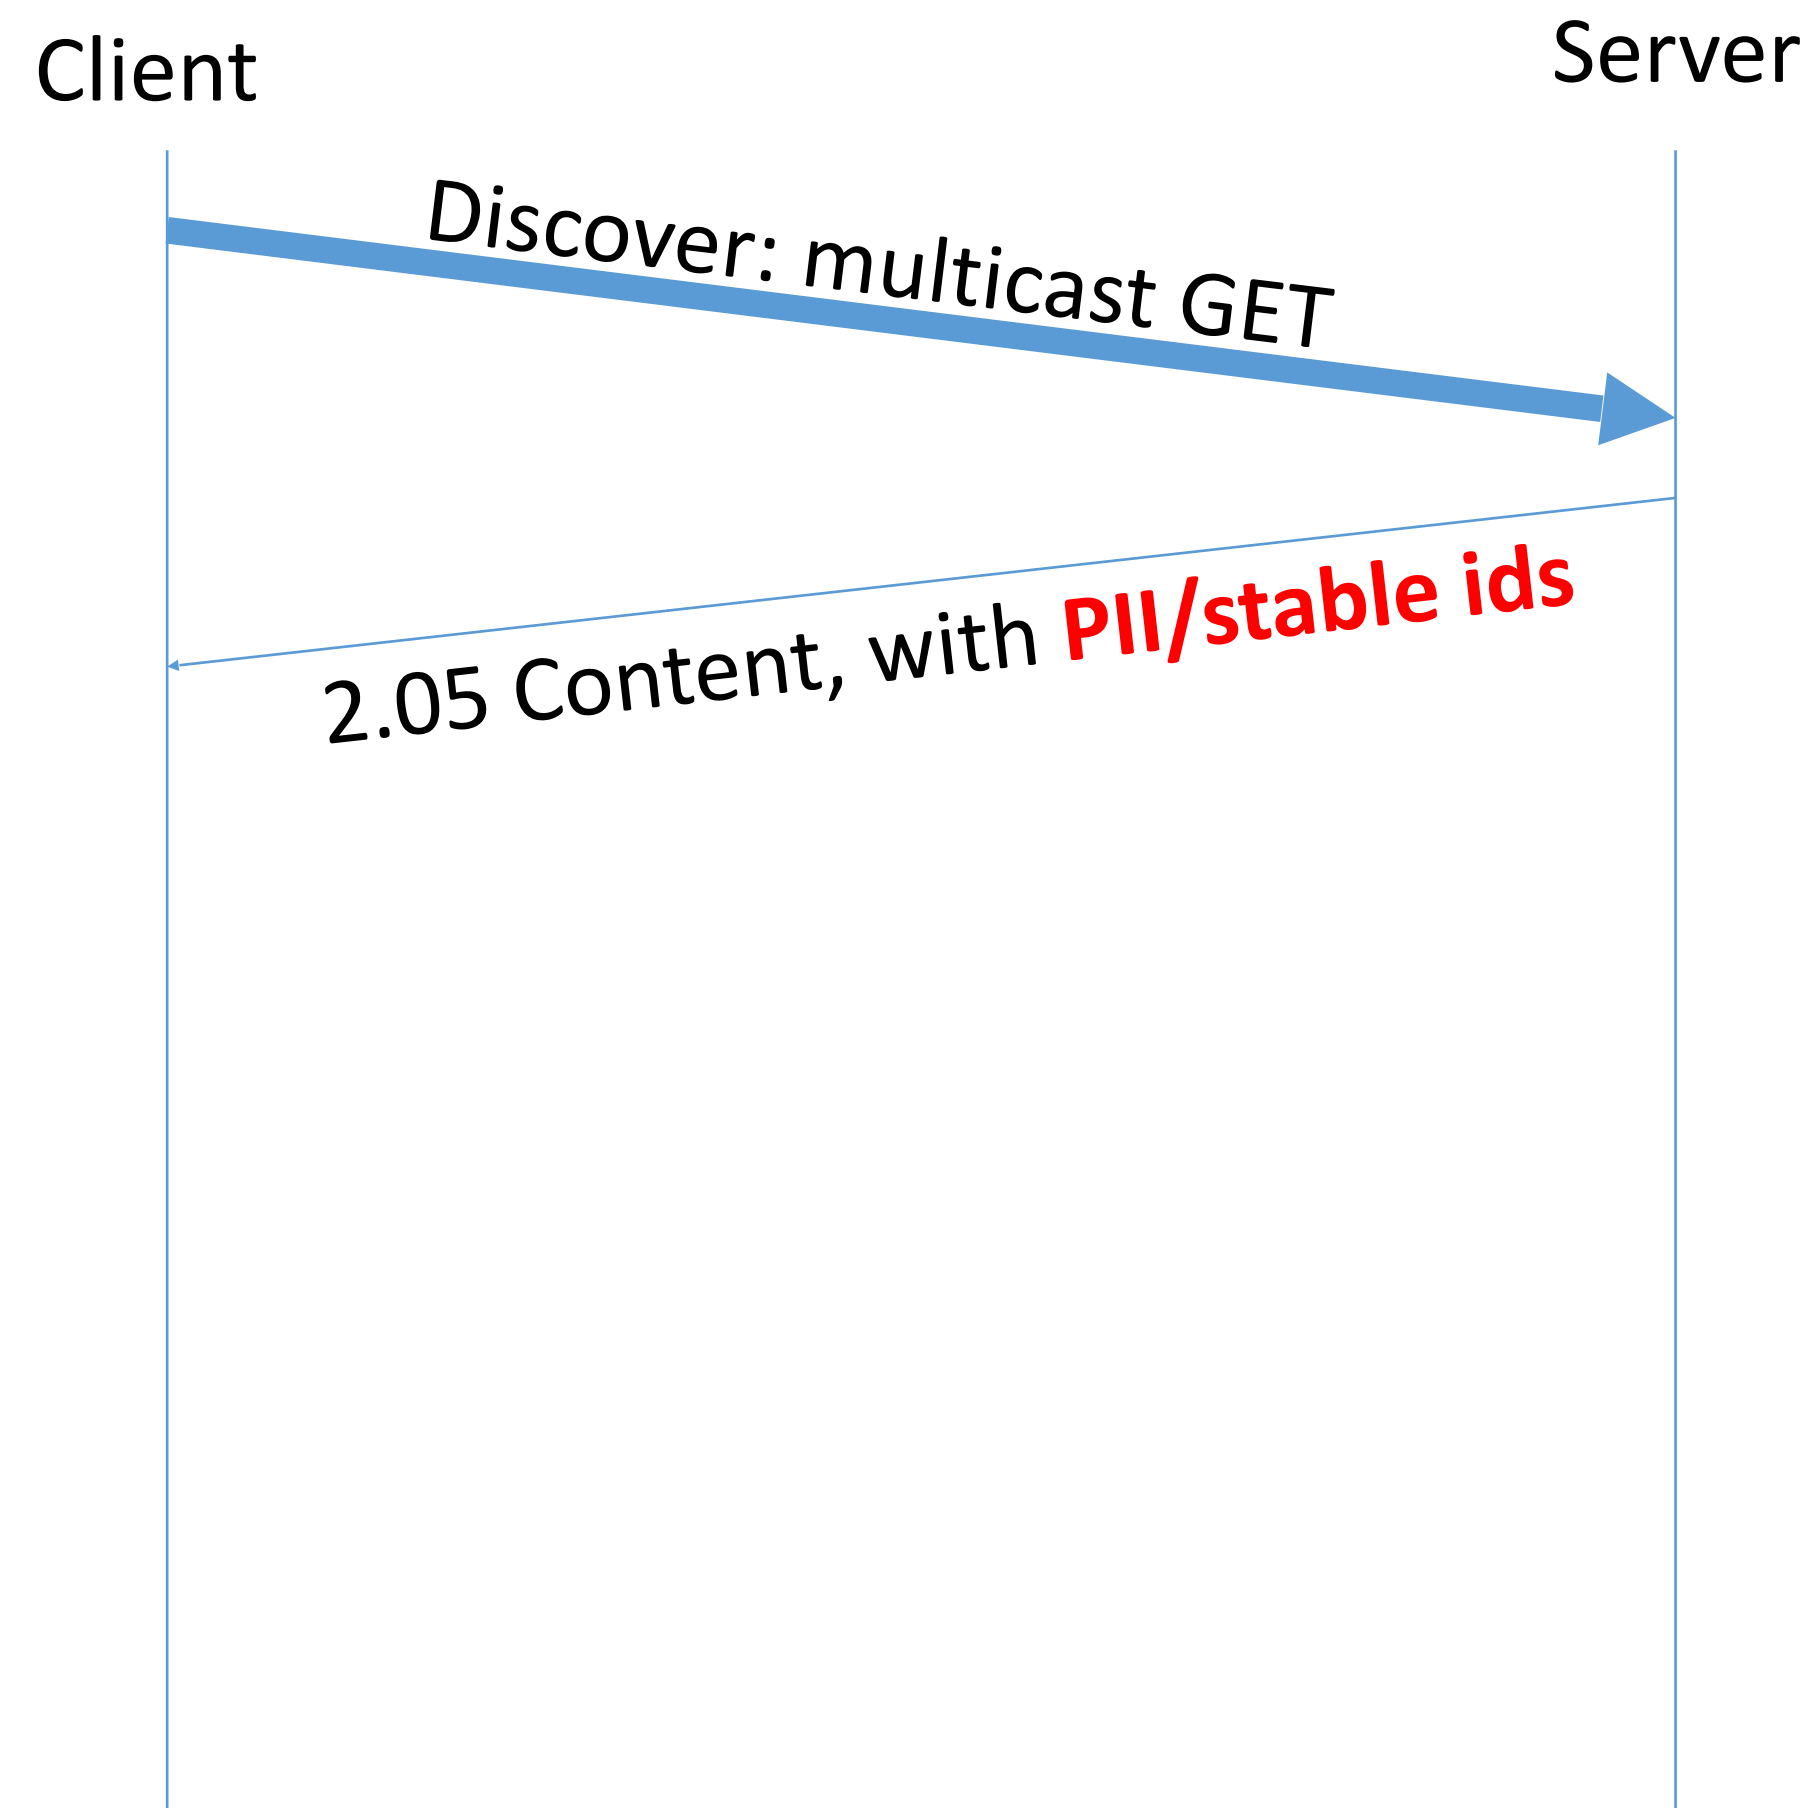 Client
Server
Discover: multicast GET
2.05 Content, with PII/stable ids